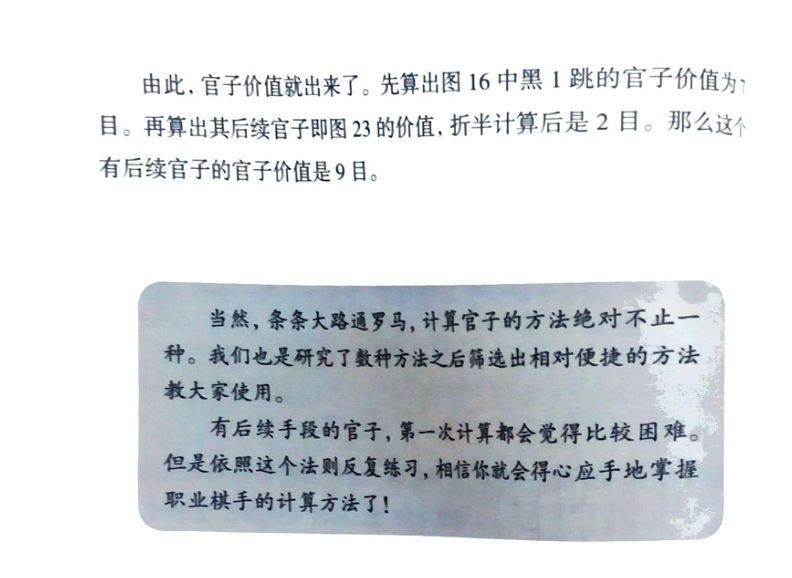 由此，官子价值就出来了。先算出图 16 中黑 1 跳的官子价值为
目。再算出其后续官子即图 23 的价值，折半计算后是 2 目。那么这个
有后续官子的官子价值是 9 目。
当然，条条大路通罗马，计算官子的方法绝对不止一
种。我们也是研究了数种方法之后筛选出相对便捷的方法
教大家使用。
有后续手段的官子，第一次计算都会觉得比较困难。
但是依照这个法则反复练习，相信你就会得心应手地掌握
职业棋手的计算方法了！